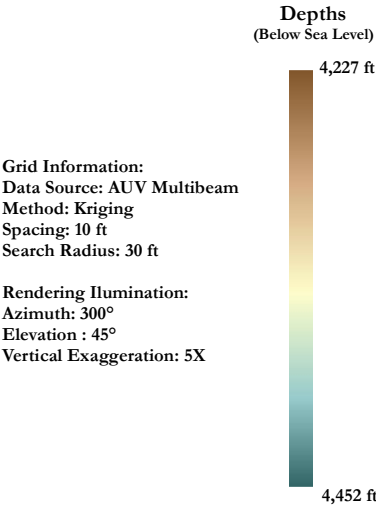 Depths
(Below Sea Level)
4,227 ft
Grid Information:
Data Source: AUV Multibeam
Method: Kriging
Spacing: 10 ft
Search Radius: 30 ft
Rendering Ilumination:
Azimuth: 300°
Elevation : 45°
Vertical Exaggeration: 5X
4,452 ft